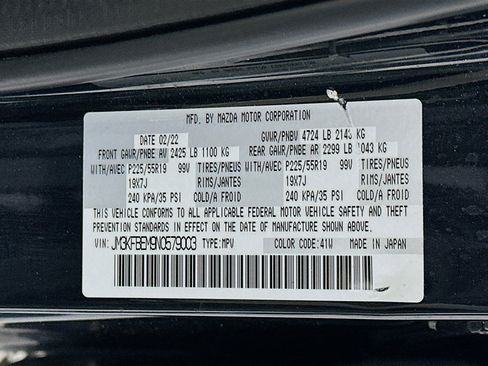 MFD. BY MAZDA MOTOR CORPORATION
DATE 02/22 GVWR/PNBV 4724 LB 2143 KG
FRONT GAWR/PNBE AV 2425 LB 1100 KG REAR GAWR/PNBE AR 2299 LB 1043 KG
WITH/AVEC P225/55R19 99V TIRES/PNEUS WITH/AVEC P225/55R19 99V TIRES/PNEUS
19X7J RIMS/JANTES 19X7J RIMS/JANTES
240 KPA/35 PSI COLD/A FROID 240 KPA/35 PSI COLD/A FROID
THIS VEHICLE CONFORMS TO ALL APPLICABLE FEDERAL MOTOR VEHICLE SAFETY AND THEFT
PREVENTION STANDARDS IN EFFECT ON THE DATE OF MANUFACTURE SHOWN ABOVE.
VIN: JM3KFBEM9N0579003 TYPE:MPV COLOR CODE:41W MADE IN JAPAN